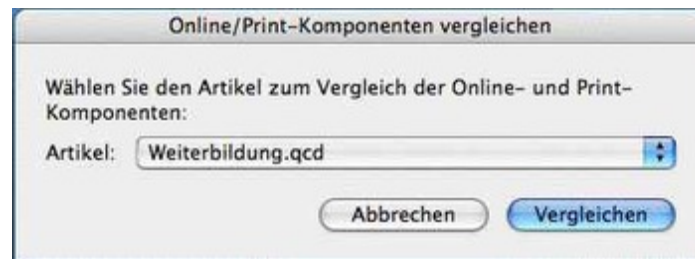 Online/Print-Komponenten vergleichen
Wählen Sie den Artikel zum Vergleich der Online- und Print-
Komponenten:
Artikel: Weiterbildung.qcd
Abbrechen Vergleichen